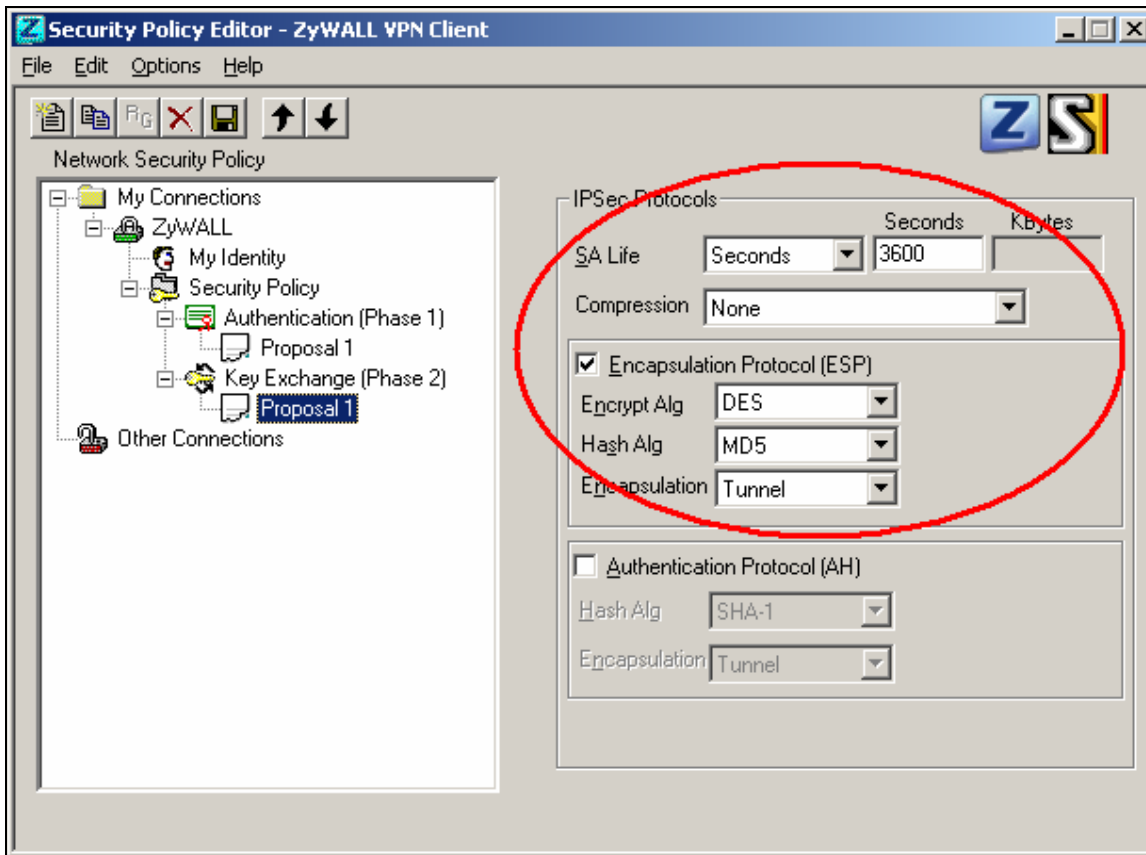 Security Policy Editor - ZyWALL VPN Client
File Edit Options Help
RG
Z S
Network Security Policy
My Connections
ZyWALL
My Identity
Security Policy
Authentication (Phase 1)
Proposal 1
Key Exchange (Phase 2)
Proposal 1
Other Connections
IPSec Protocols
Seconds KBytes
SA Life Seconds 3600
Compression None
Encapsulation Protocol (ESP)
Encrypt Alg DES
Hash Alg MD5
Encapsulation Tunnel
Authentication Protocol (AH)
Hash Alg SHA-1
Encapsulation Tunnel